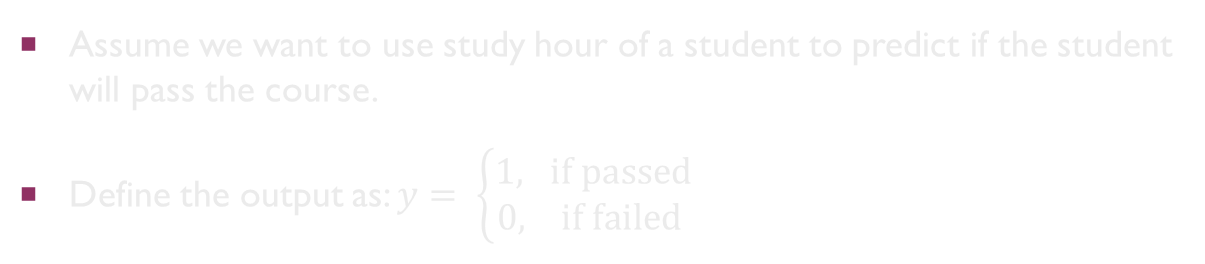 ▪ Assume we want to use study hour of a student to predict if the student
will pass the course.
▪ Define the output as: y = { 1, if passed
0, if failed